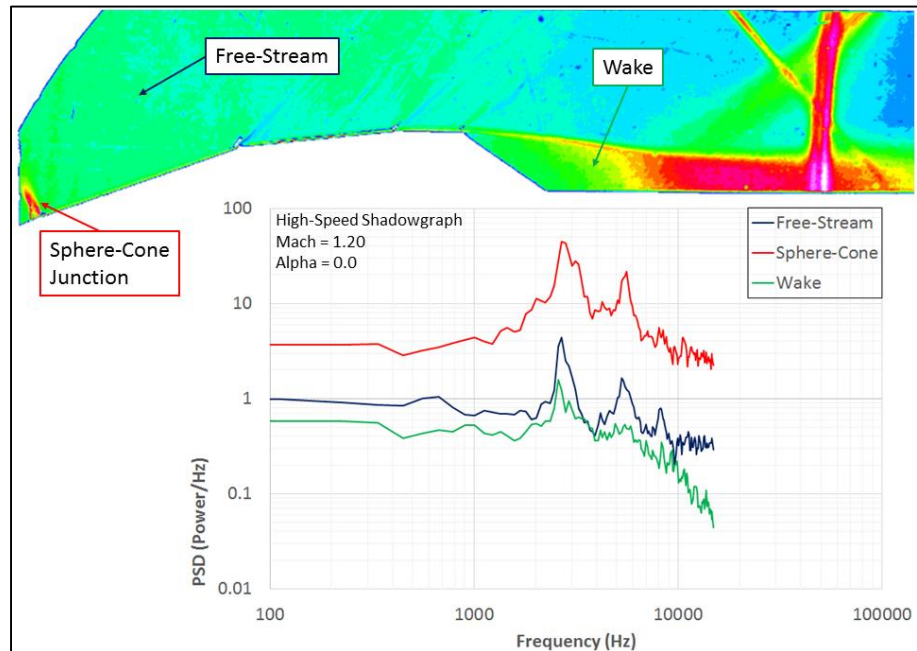 Free-Stream
Wake
Sphere-Cone
Junction
High-Speed Shadowgraph
Mach = 1.20
Alpha = 0.0
Free-Stream
Sphere-Cone
Wake
PSD (Power/Hz)
100
10
1
0.1
0.01
100
1000
10000
100000
Frequency (Hz)